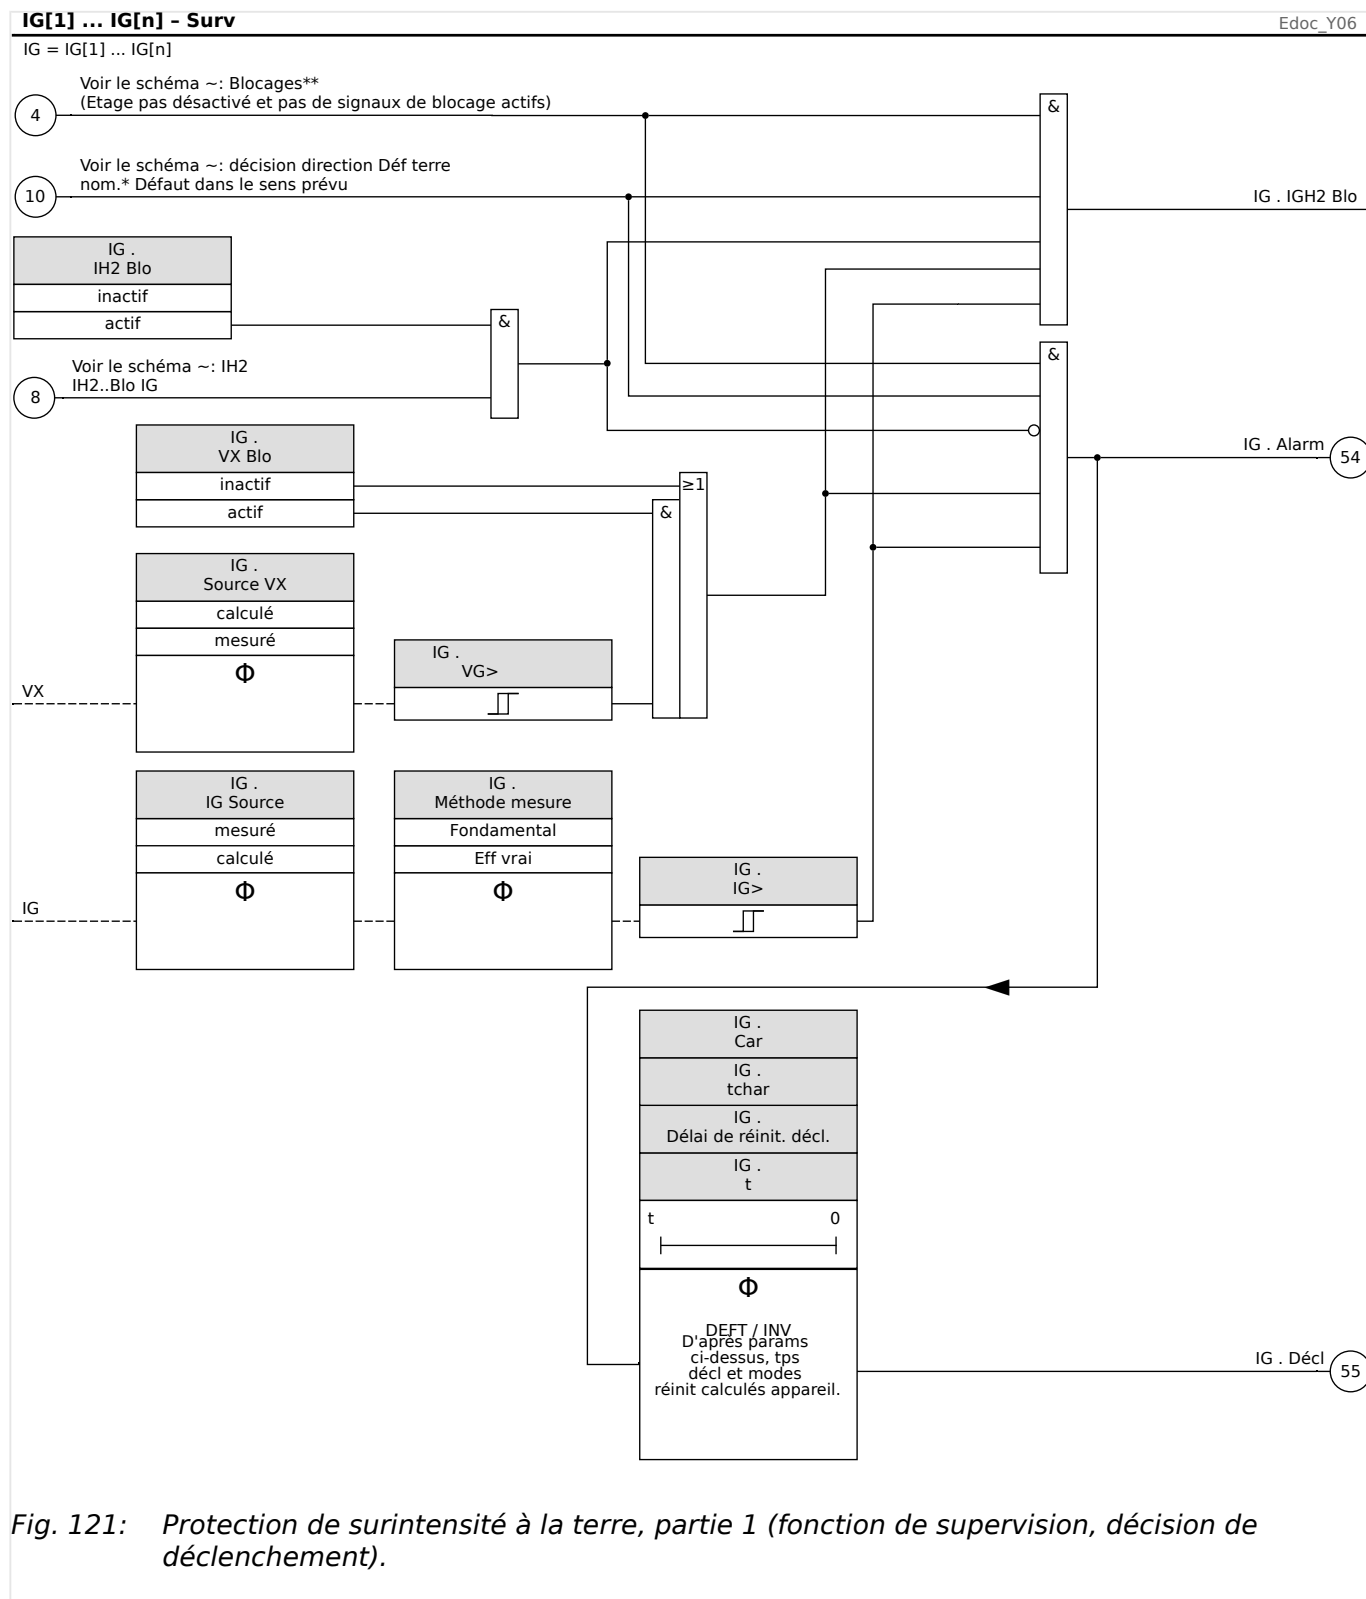 IG[1] ... IG[n] – Surv
Edoc_Y06
IG = IG[1] ... IG[n]
Voir le schéma ~: Blocages**
(Etage pas désactivé et pas de signaux de blocage actifs)
4
&
Voir le schéma ~: décision direction Déf terre
nom.* Défaut dans le sens prévu
10
IG . IGH2 Blo
IG .
IH2 Blo
inactif
actif
&
&
Voir le schéma ~: IH2
IH2..Blo IG
8
IG .
VX Blo
inactif
actif
≥1
&
IG . Alarm
54
IG .
Source VX
calculé
mesuré
Φ
VX
IG .
VG>
IG .
IG Source
mesuré
calculé
Φ
IG
IG .
Méthode mesure
Fondamental
Eff vrai
Φ
IG .
IG>
IG .
Car
IG .
tchar
IG .
Délai de réinit. décl.
IG .
t
t 0
Φ
DEFT / INV
D'après params
ci-dessus, tps
décl et modes
réinit calculés appareil.
IG . Décl
55
Fig. 121: Protection de surintensité à la terre, partie 1 (fonction de supervision, décision de
déclenchement).